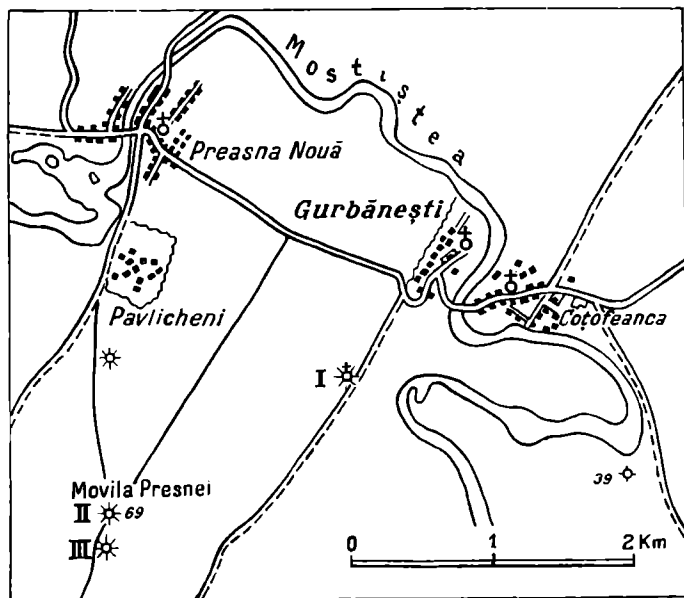 Mostiștea
Preasna Nouă
Gurbănești
Pavlicheni
Coțofeanca
I
39
Movila Presnei
II 69
III
0 1 2 Km